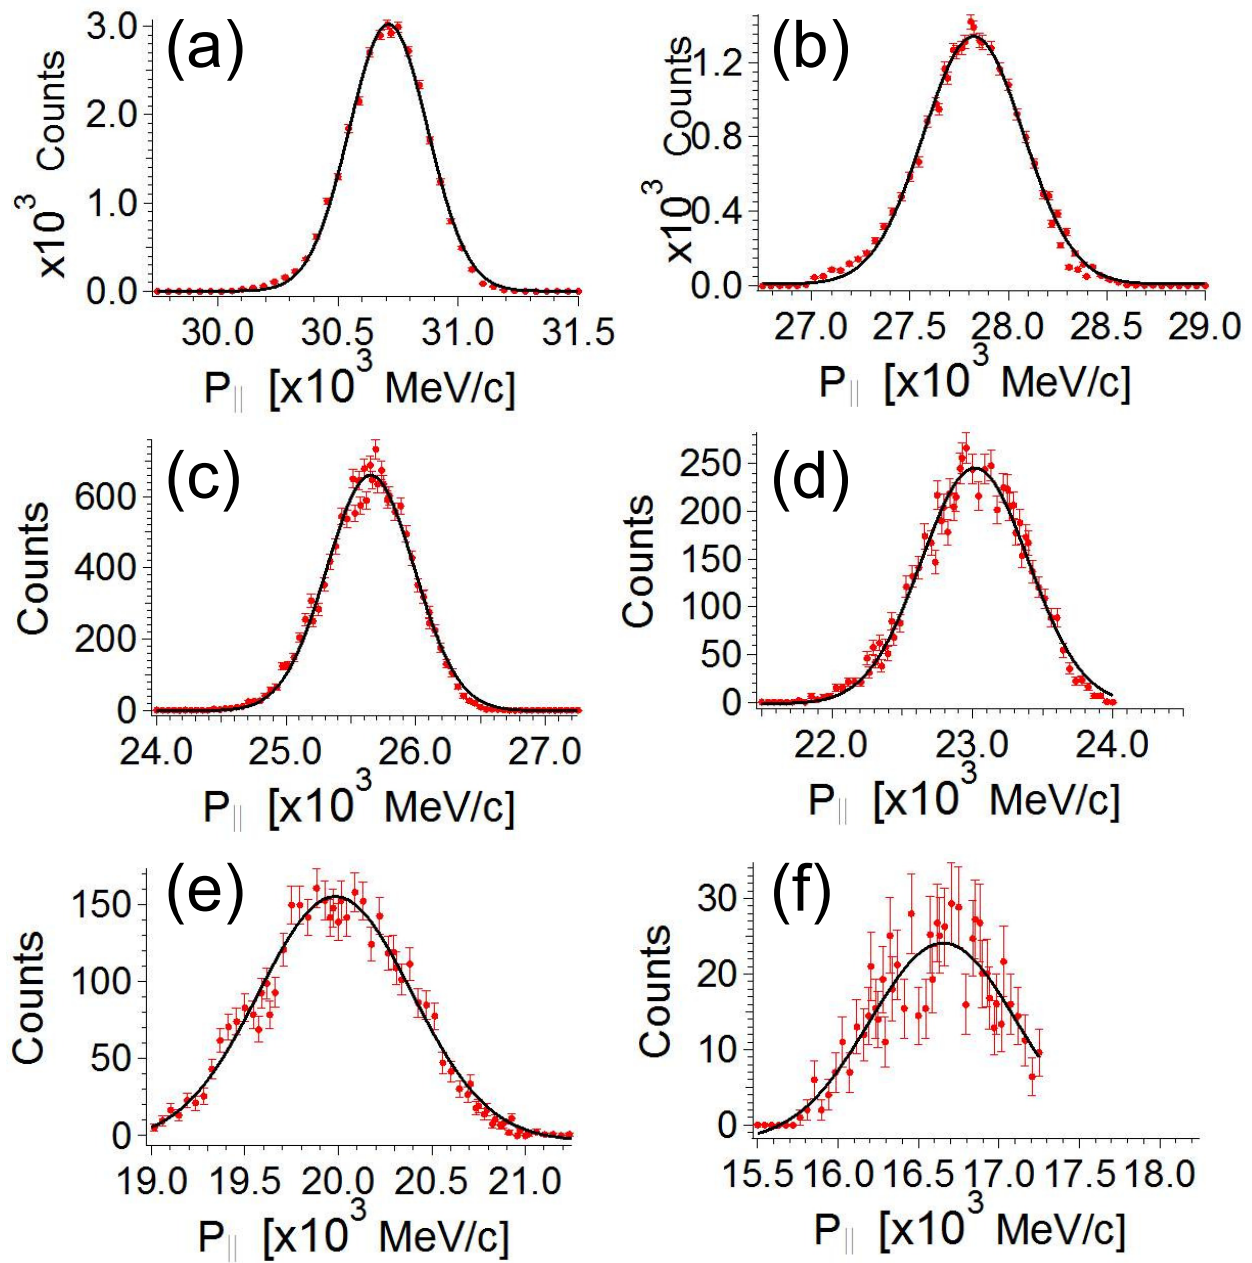 (a)
Counts
x10³
3.0
2.0
1.0
0.0
30.0 30.5 31.0 31.5
P|| [x10³ MeV/c]
(b)
Counts
x10³
1.2
0.8
0.4
0.0
27.0 27.5 28.0 28.5 29.0
P|| [x10³ MeV/c]
(c)
Counts
600
400
200
0
24.0 25.0 26.0 27.0
P|| [x10³ MeV/c]
(d)
Counts
250
200
150
100
50
0
22.0 23.0 24.0
P|| [x10³ MeV/c]
(e)
Counts
150
100
50
0
19.0 19.5 20.0 20.5 21.0
P|| [x10³ MeV/c]
(f)
Counts
30
20
10
0
15.5 16.0 16.5 17.0 17.5 18.0
P|| [x10³ MeV/c]